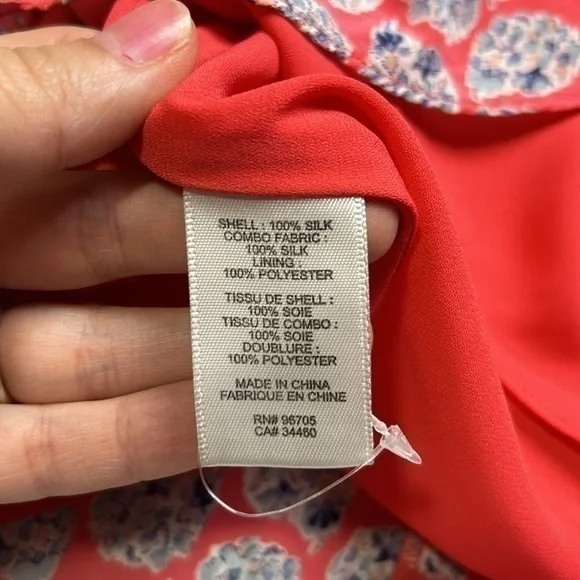 SHELL : 100% SILK
COMBO FABRIC :
100% SILK
LINING :
100% POLYESTER
TISSU DE SHELL :
100% SOIE
TISSU DE COMBO :
100% SOIE
DOUBLURE :
100% POLYESTER
MADE IN CHINA
FABRIQUE EN CHINE
RN# 96705
CA# 34460